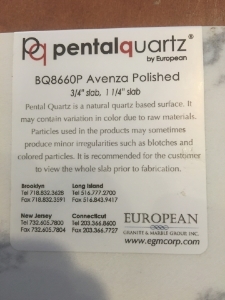 pq pentalquartz®
by European
BQ8660P Avenza Polished
3/4" slab, 1 1/4" slab
Pental Quartz is a natural quartz based surface. It
may contain variation in color due to raw materials.
Particles used in the products may sometimes
produce minor irregularities such as blotches and
colored particles. It is recommended for the customer
to view the whole slab prior to fabrication.
Brooklyn
Tel 718.832.3628
Fax 718.832.3591
Long Island
Tel 516.777.2700
Fax 516.843.9417
New Jersey
Tel 732.605.7800
Fax 732.605.7804
Connecticut
Tel 203.366.8600
Fax 203.366.7727
EUROPEAN
GRANITE & MARBLE GROUP INC.
www.egmcorp.com